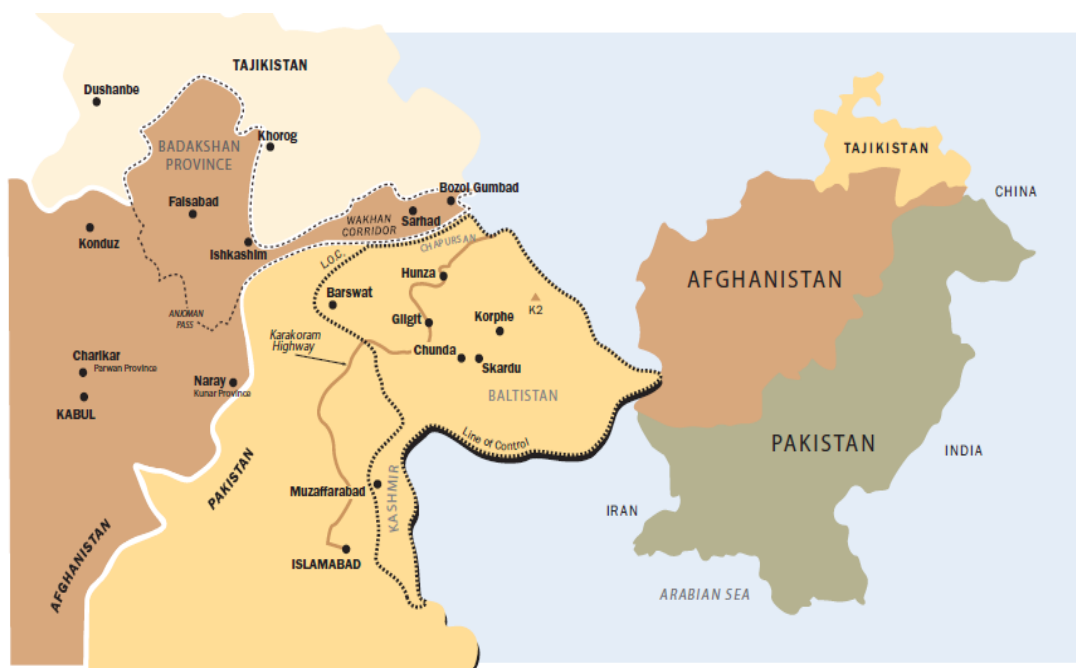 TAJIKISTAN
Dushanbe
BADAKSHAN
PROVINCE
Khorog
Faisabad
Konduz
Ishkashim
WAKHAN
CORRIDOR
Sarhad
Bozoi Gumbad
CHAPURSAN
L.O.C.
Hunza
Barswat
K2
ANJOMAN
PASS
Gilgit
Korphe
Karakoram
Highway
Chunda
Skardu
Charikar
Parwan Province
Naray
Kunar Province
KABUL
BALTISTAN
Line of Control
PAKISTAN
Muzaffarabad
KASHMIR
ISLAMABAD
AFGHANISTAN
TAJIKISTAN
CHINA
AFGHANISTAN
PAKISTAN
INDIA
IRAN
ARABIAN SEA